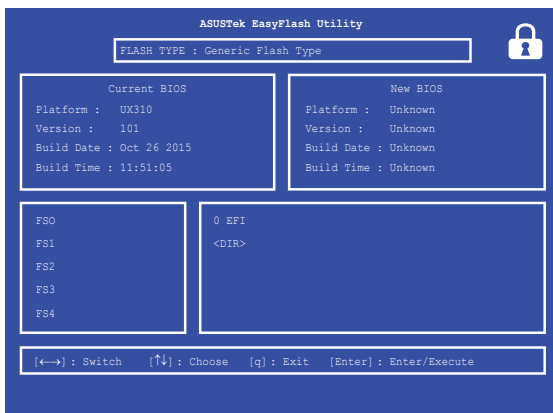 ASUSTek EasyFlash Utility
FLASH TYPE : Generic Flash Type
Current BIOS
Platform : UX310
Version : 101
Build Date : Oct 26 2015
Build Time : 11:51:05
New BIOS
Platform : Unknown
Version : Unknown
Build Date : Unknown
Build Time : Unknown
FSO
FS1
FS2
FS3
FS4
0 EFI
<DIR>
[←→] : Switch [↑↓] : Choose [q] : Exit [Enter] : Enter/Execute